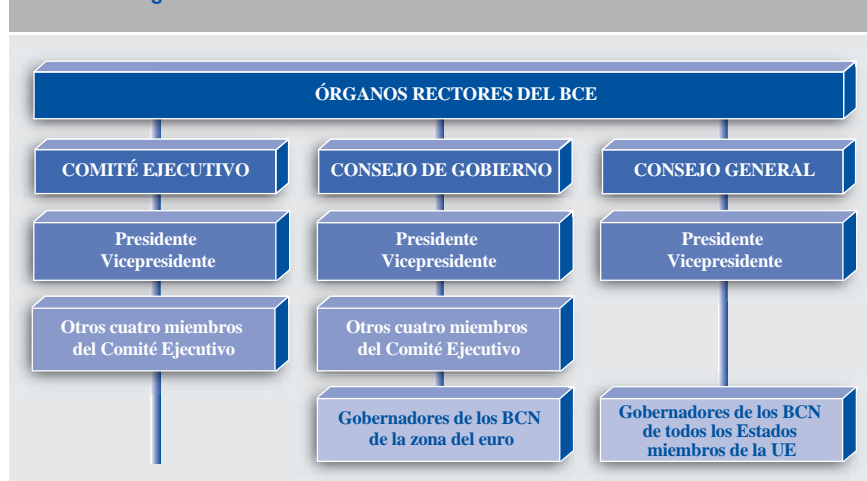 ÓRGANOS RECTORES DEL BCE
COMITÉ EJECUTIVO
CONSEJO DE GOBIERNO
CONSEJO GENERAL
Presidente
Vicepresidente
Presidente
Vicepresidente
Presidente
Vicepresidente
Otros cuatro miembros
del Comité Ejecutivo
Otros cuatro miembros
del Comité Ejecutivo
Gobernadores de los BCN
de la zona del euro
Gobernadores de los BCN
de todos los Estados
miembros de la UE